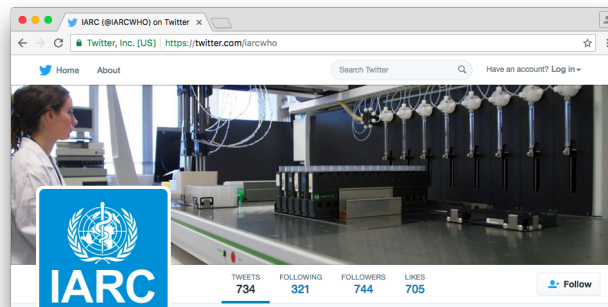 IARC (@IARCWHO) on Twitter
Twitter, Inc. [US] https://twitter.com/iarcwho
Home About Search Twitter Have an account? Log in
IARC
TWEETS FOLLOWING FOLLOWERS LIKES
734 321 744 705
Follow